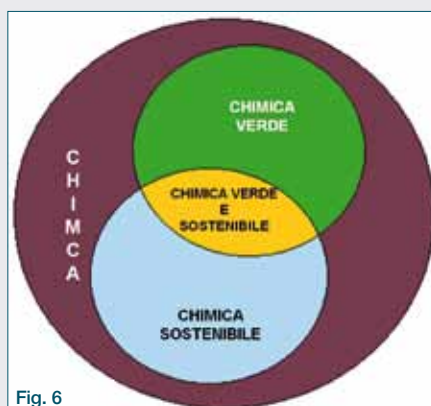 CHIMICA
VERDE
CHIMCA
CHIMICA VERDE
E
SOSTENIBILE
CHIMICA
SOSTENIBILE
Fig. 6